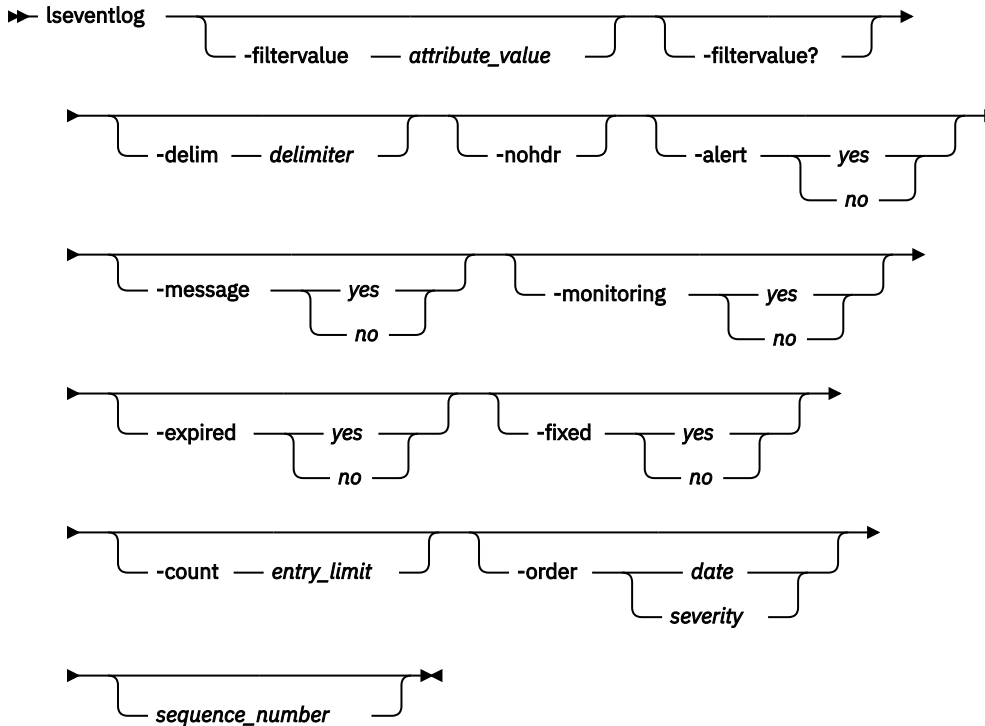 lseventlog
-filtervalue attribute_value -filtervalue?
-delim delimiter -nohdr -alert yes
no
-message yes -monitoring yes
no no
-expired yes -fixed yes
no no
-count entry_limit -order date
severity
sequence_number